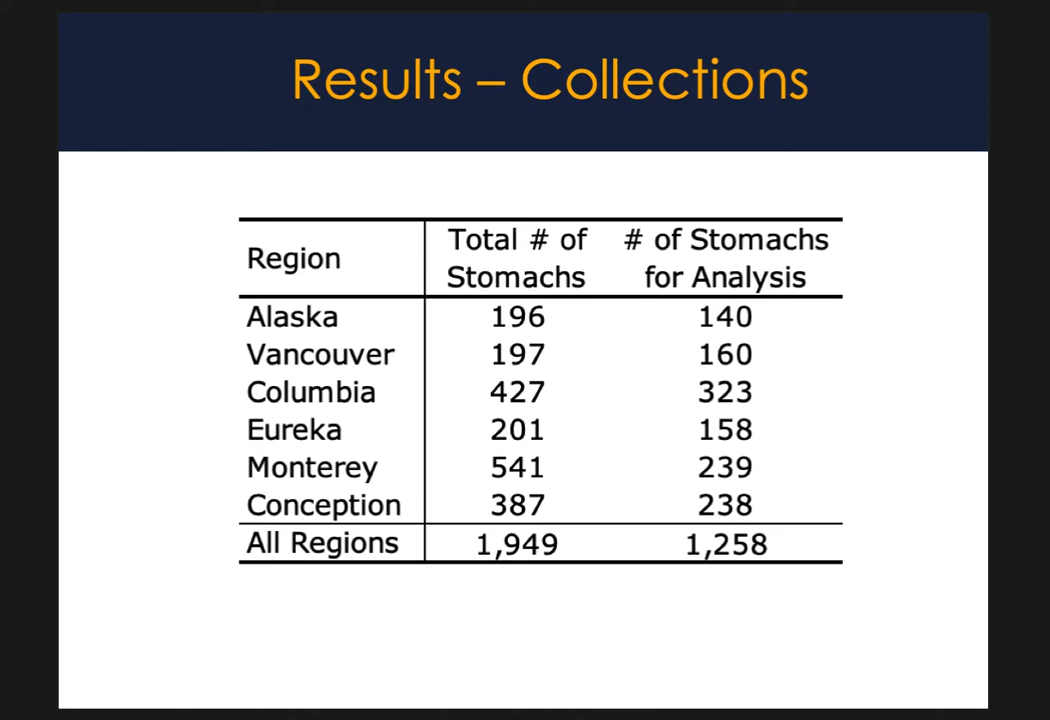 Results – Collections
Region Total # of Stomachs # of Stomachs for Analysis
Alaska 196 140
Vancouver 197 160
Columbia 427 323
Eureka 201 158
Monterey 541 239
Conception 387 238
All Regions 1,949 1,258